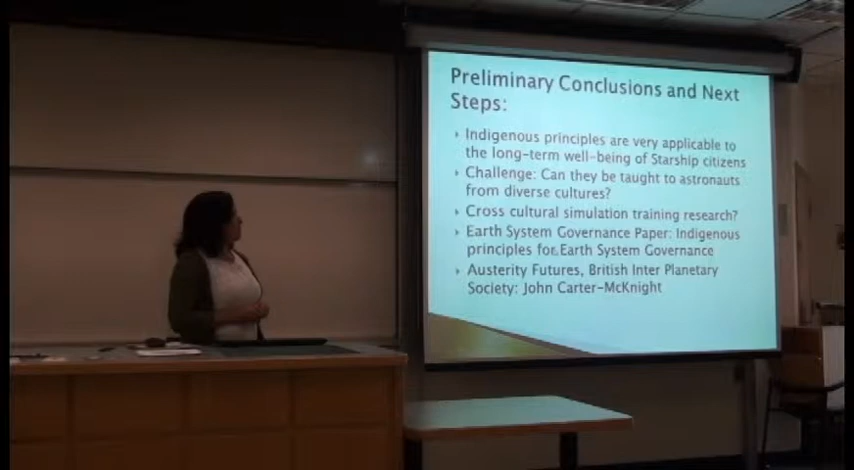 Preliminary Conclusions and Next
Steps:
Indigenous principles are very applicable to
the long-term well-being of Starship citizens
Challenge: Can they be taught to astronauts
from diverse cultures?
Cross cultural simulation training research?
Earth System Governance Paper: Indigenous
principles for Earth System Governance
Austerity Futures, British Inter Planetary
Society: John Carter-McKnight